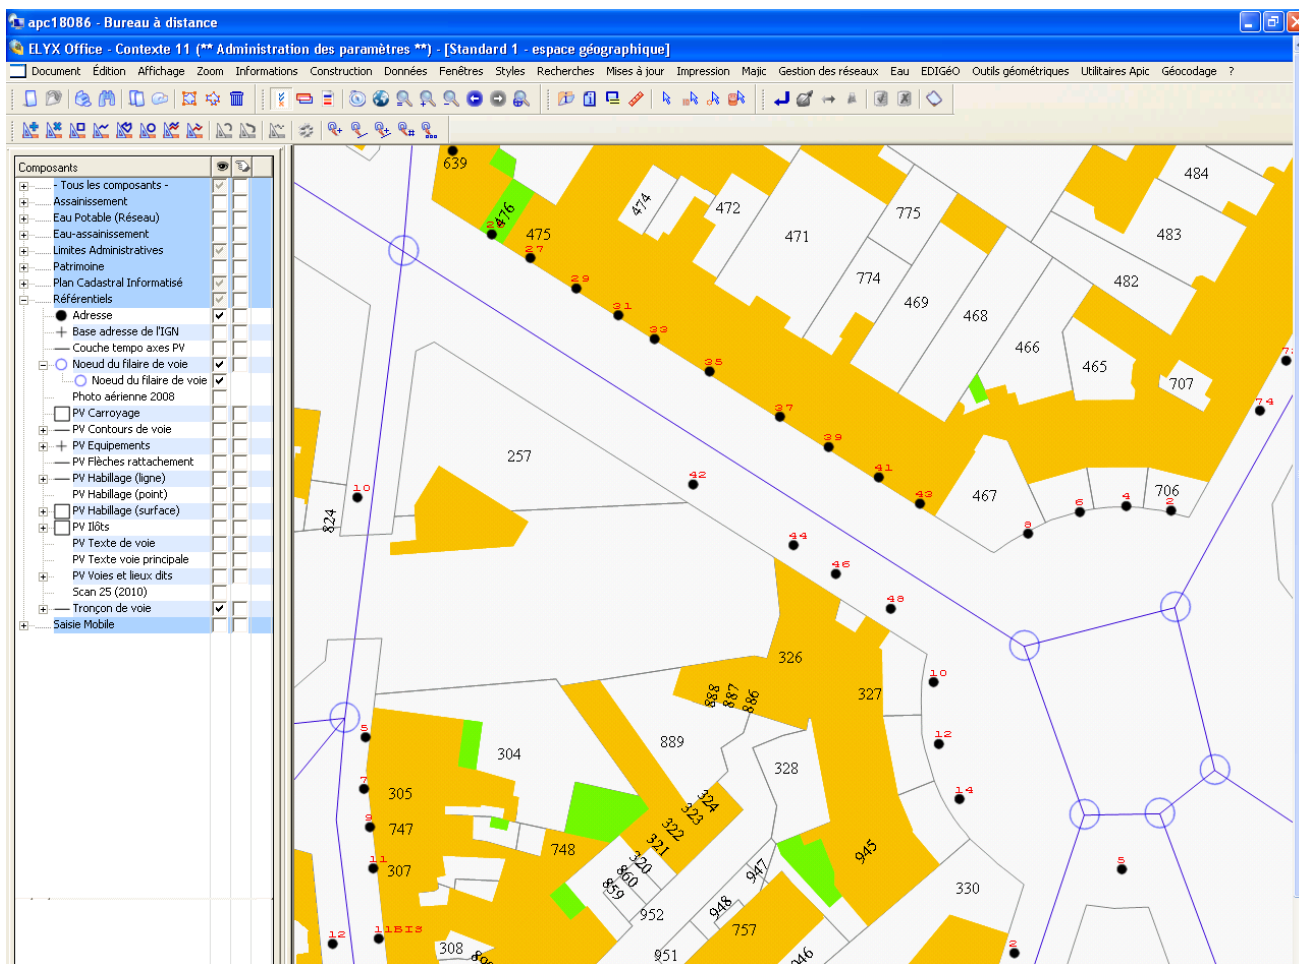 apc18086 - Bureau à distance
ELYX Office - Contexte 11 (** Administration des paramètres **) - [Standard 1 - espace géographique]
Document Édition Affichage Zoom Informations Construction Données Fenêtres Styles Recherches Mises à jour Impression Majic Gestion des réseaux Eau EDIGéO Outils géométriques Utilitaires Apic Géocodage ?
Composants
- Tous les composants -
Assainissement
Eau Potable (Réseau)
Eau-assainissement
Limites Administratives
Patrimoine
Plan Cadastral Informatisé
Référentiels
Adresse
Base adresse de l'IGN
Couche tempo axes PV
Noeud du filaire de voie
Noeud du filaire de voie
Photo aérienne 2008
PV Carroyage
PV Contours de voie
PV Equipements
PV Flèches rattachement
PV Habillage (ligne)
PV Habillage (point)
PV Habillage (surface)
PV Ilôts
PV Texte de voie
PV Texte voie principale
PV Voies et lieux dits
Scan 25 (2010)
Tronçon de voie
Saisie Mobile
639
484
474
476
472
775
475
471
483
27
774
482
29
469
31
468
33
466
465
35
707
74
37
39
257
41
42
467
706
10
43
6
4
2
824
8
44
46
48
326
10
888
887
886
327
5
12
889
304
328
7
305
324
14
323
9
747
322
321
748
945
11
307
320
860
947
5
859
330
952
948
11BIS
757
12
308
951
2